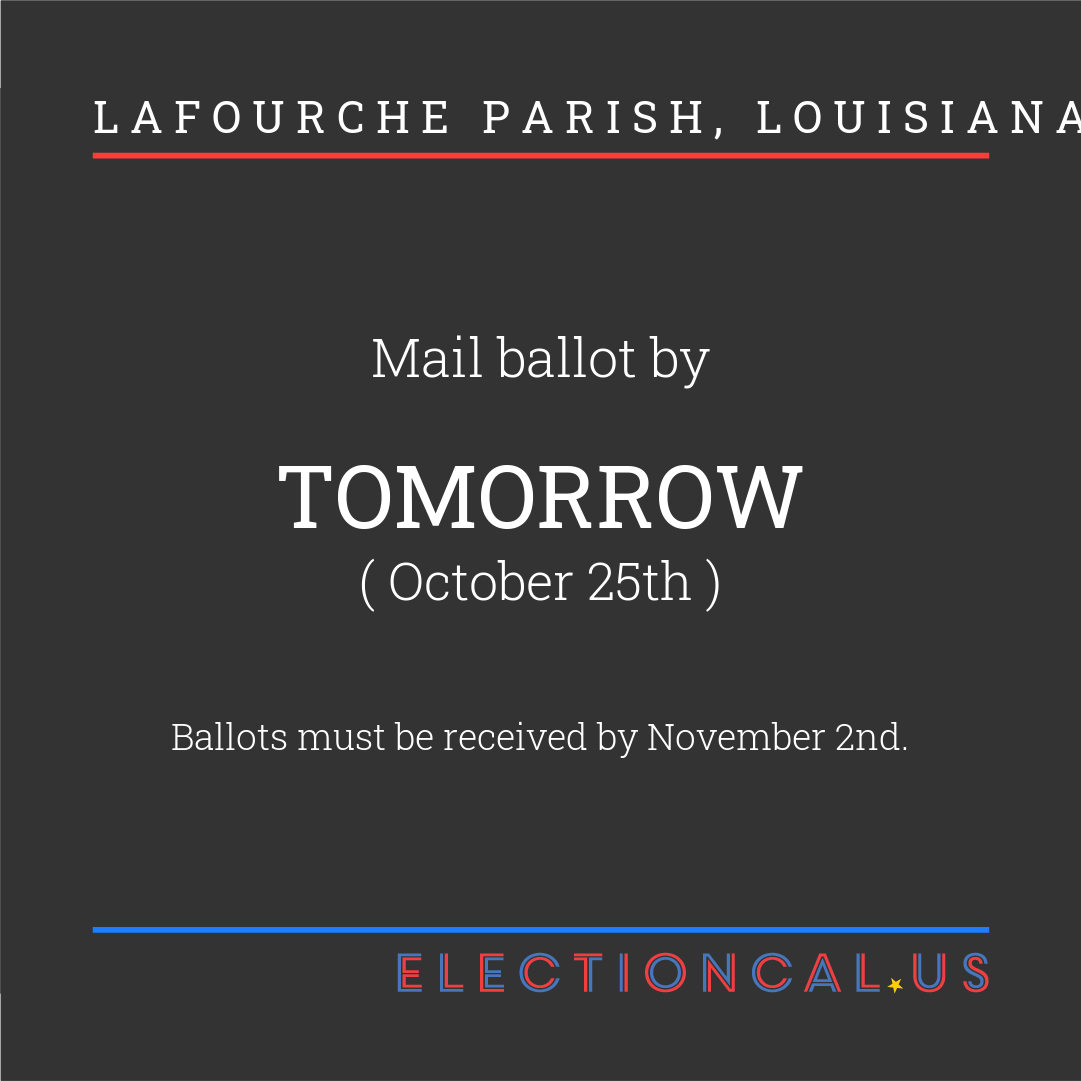 LAFOURCHE PARISH, LOUISIANA
Mail ballot by
TOMORROW
( October 25th )
Ballots must be received by November 2nd.
ELECTIONCAL.US